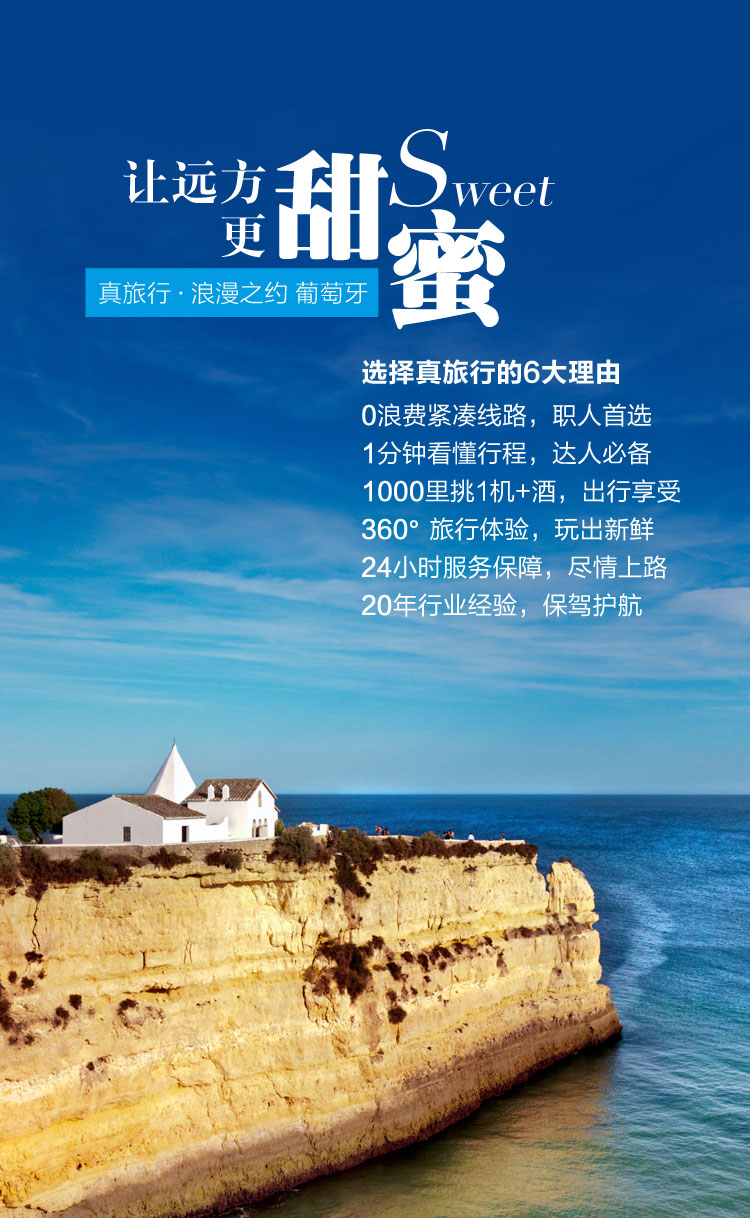 让远方
更甜蜜
Sweet
真旅行·浪漫之约 葡萄牙
选择真旅行的6大理由
0浪费紧凑线路，职人首选
1分钟看懂行程，达人必备
1000里挑1机+酒，出行享受
360° 旅行体验，玩出新鲜
24小时服务保障，尽情上路
20年行业经验，保驾护航